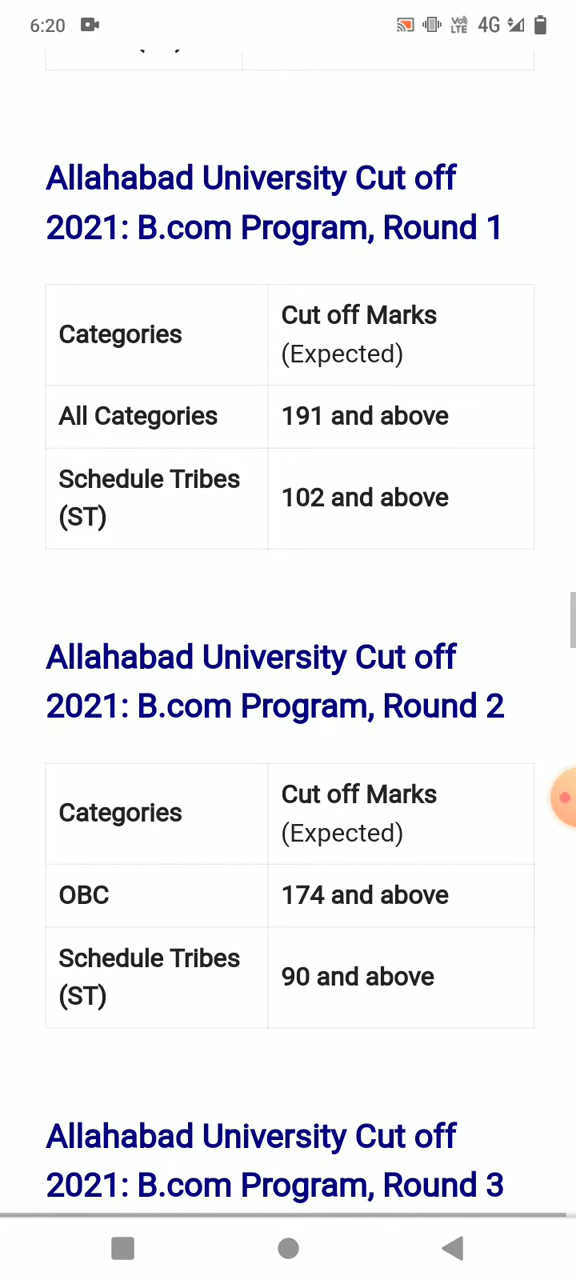 6:20
Vo) LTE 4G
Allahabad University Cut off
2021: B.com Program, Round 1
Categories
Cut off Marks
(Expected)
All Categories
191 and above
Schedule Tribes
(ST)
102 and above
Allahabad University Cut off
2021: B.com Program, Round 2
Categories
Cut off Marks
(Expected)
OBC
174 and above
Schedule Tribes
(ST)
90 and above
Allahabad University Cut off
2021: B.com Program, Round 3